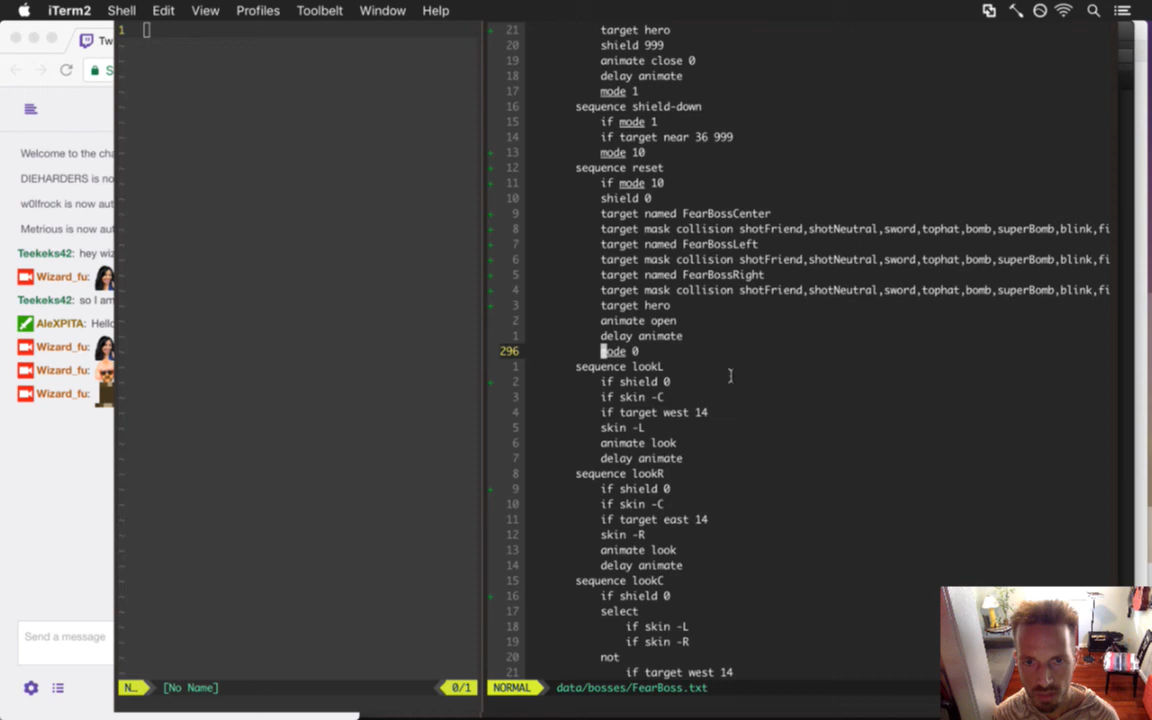 iTerm2 Shell Edit View Profiles Toolbelt Window Help
Tw
S
Welcome to the cha
DIEHARDERS is no
w0lfrock is now aut
Metrious is now aut
Teekeks42: hey wiz
Wizard_fu:
Teekeks42: so I am
AleXPITA: Hello
Wizard_fu:
Wizard_fu:
Wizard_fu:
Send a message
1
N... [No Name] 0/1
21 target hero
20 shield 999
19 animate close 0
18 delay animate
17 mode 1
16 sequence shield-down
15 if mode 1
14 if target near 36 999
13 mode 10
12 sequence reset
11 if mode 10
10 shield 0
9 target named FearBossCenter
8 target mask collision shotFriend,shotNeutral,sword,tophat,bomb,superBomb,blink,fi
7 target named FearBossLeft
6 target mask collision shotFriend,shotNeutral,sword,tophat,bomb,superBomb,blink,fi
5 target named FearBossRight
4 target mask collision shotFriend,shotNeutral,sword,tophat,bomb,superBomb,blink,fi
3 target hero
2 animate open
1 delay animate
296 mode 0
1 sequence lookL
2 if shield 0
3 if skin -C
4 if target west 14
5 skin -L
6 animate look
7 delay animate
8 sequence lookR
9 if shield 0
10 if skin -C
11 if target east 14
12 skin -R
13 animate look
14 delay animate
15 sequence lookC
16 if shield 0
17 select
18 if skin -L
19 if skin -R
20 not
21 if target west 14
NORMAL data/bosses/FearBoss.txt